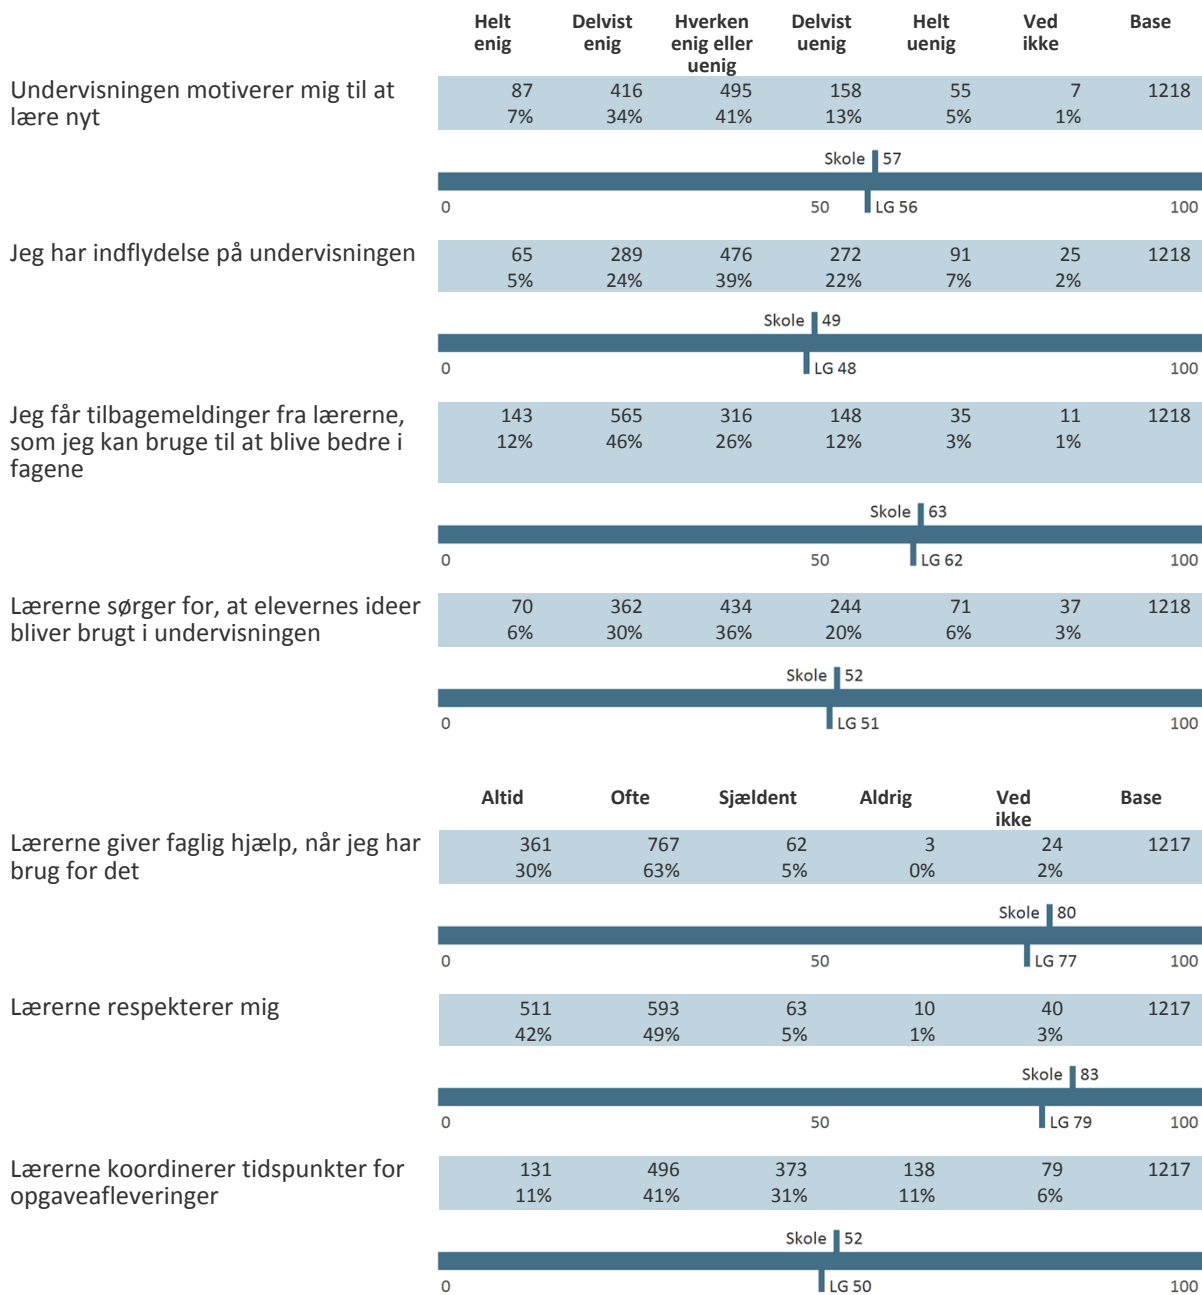 Helt enig Delvist enig Hverken enig eller uenig Delvist uenig Helt uenig Ved ikke Base
Undervisningen motiverer mig til at lære nyt
87 416 495 158 55 7 1218
7% 34% 41% 13% 5% 1%
Skole 57
0 50 LG 56 100
Jeg har indflydelse på undervisningen
65 289 476 272 91 25 1218
5% 24% 39% 22% 7% 2%
Skole 49
0 LG 48 100
Jeg får tilbagemeldinger fra lærerne, som jeg kan bruge til at blive bedre i fagene
143 565 316 148 35 11 1218
12% 46% 26% 12% 3% 1%
Skole 63
0 50 LG 62 100
Lærerne sørger for, at elevernes ideer bliver brugt i undervisningen
70 362 434 244 71 37 1218
6% 30% 36% 20% 6% 3%
Skole 52
0 LG 51 100
Altid Ofte Sjældent Aldrig Ved ikke Base
Lærerne giver faglig hjælp, når jeg har brug for det
361 767 62 3 24 1217
30% 63% 5% 0% 2%
Skole 80
0 50 LG 77 100
Lærerne respekterer mig
511 593 63 10 40 1217
42% 49% 5% 1% 3%
Skole 83
0 50 LG 79 100
Lærerne koordinerer tidspunkter for opgaveafleveringer
131 496 373 138 79 1217
11% 41% 31% 11% 6%
Skole 52
0 LG 50 100